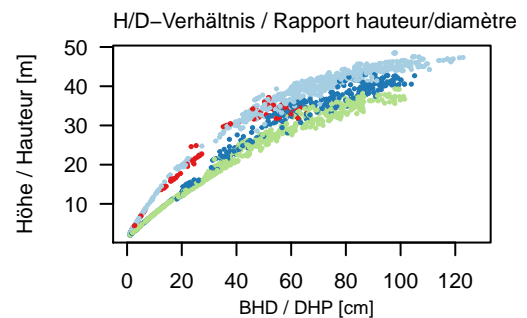 H/D−Verhältnis / Rapport hauteur/diamètre
50
40
30
20
10
Höhe / Hauteur [m]
0 20 40 60 80 100 120
BHD / DHP [cm]